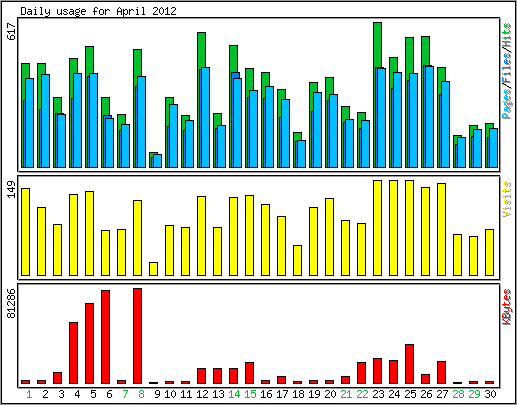 Daily usage for April 2012
617
Pages/Files/Hits
149
Visits
81286
KBytes
1 2 3 4 5 6 7 8 9 10 11 12 13 14 15 16 17 18 19 20 21 22 23 24 25 26 27 28 29 30